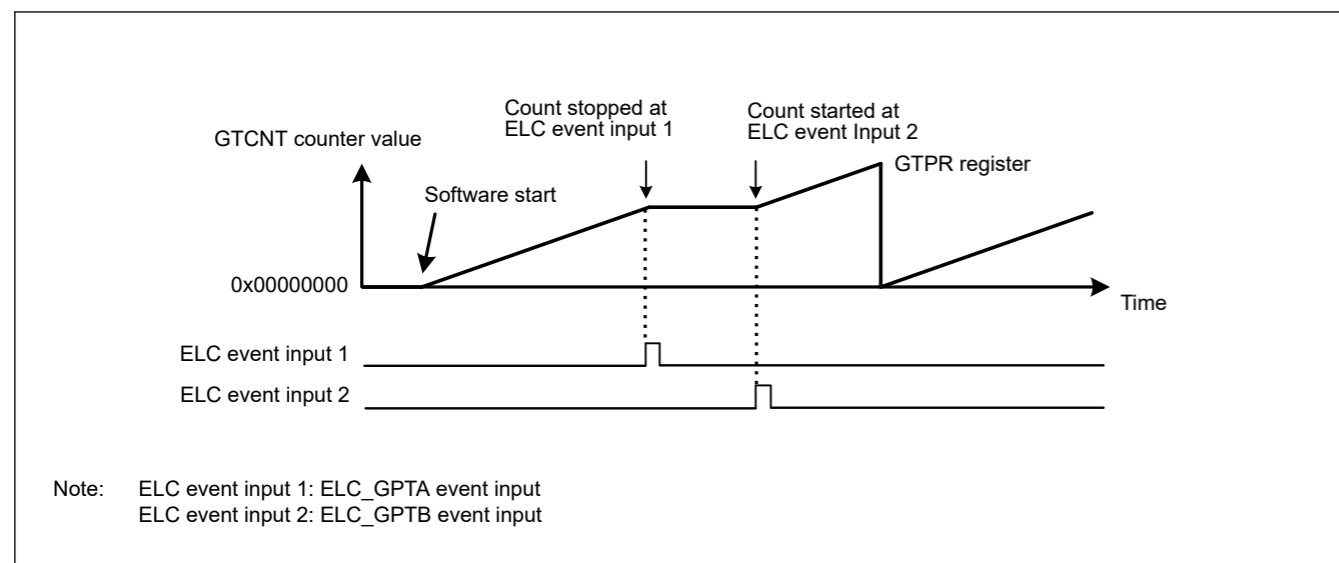 Count stopped at
ELC event input 1
Count started at
ELC event Input 2
GTCNT counter value
GTPR register
Software start
0x00000000
Time
ELC event input 1
ELC event input 2
Note: ELC event input 1: ELC_GPTA event input
ELC event input 2: ELC_GPTB event input